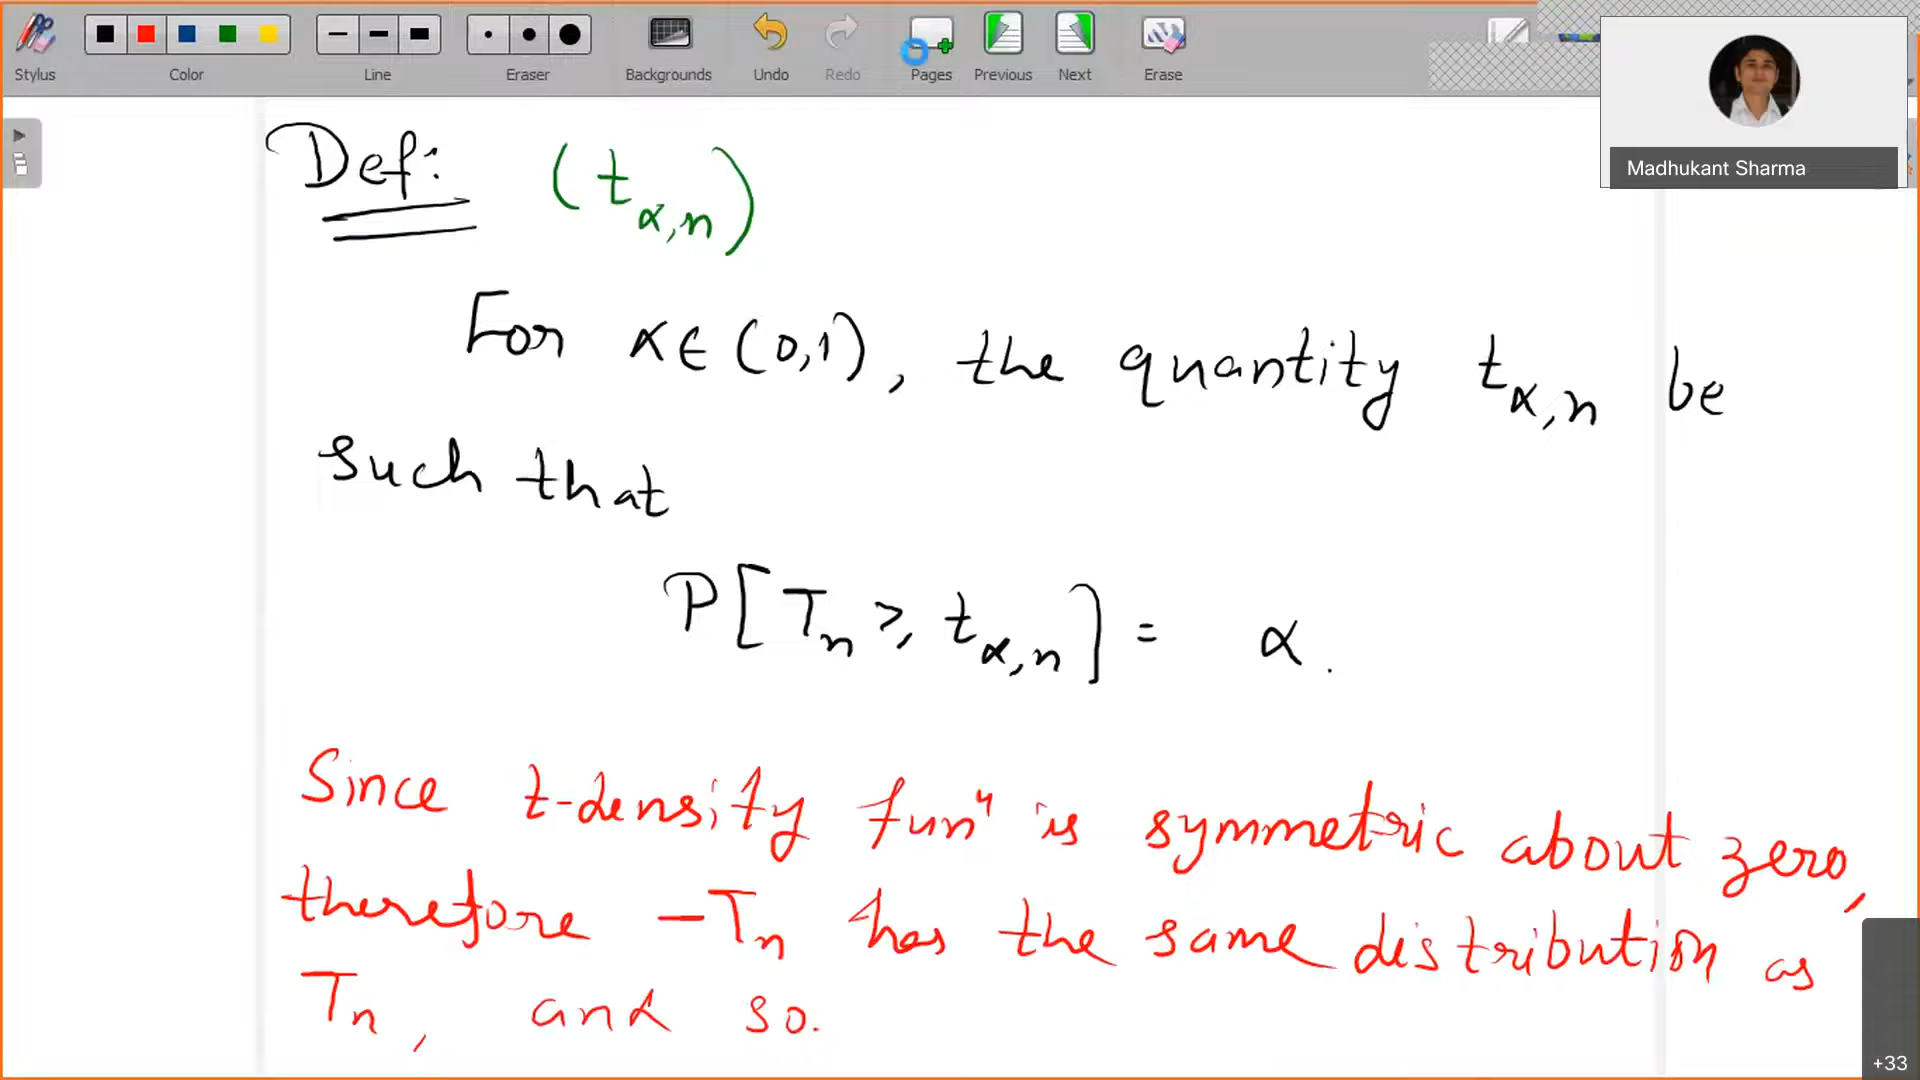 Stylus
Color
Line
Eraser
Backgrounds
Undo
Redo
Pages
Previous
Next
Erase
Madhukant Sharma
Def: (t_{α,n})
For α ∈ (0,1), the quantity t_{α,n} be
such that
P[T_n ≥ t_{α,n}] = α.
Since t-density funⁿ is symmetric about zero,
therefore -T_n has the same distribution as
T_n, and so.
+33